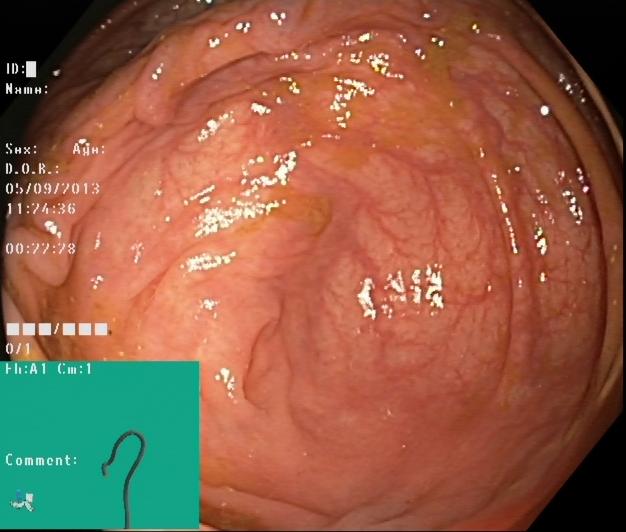 ID:
Name:
Sex: Age:
D.O.B.:
05/09/2013
11:24:36
00:22:28
/
0/1
Eh:A1 Cm:1
Comment: